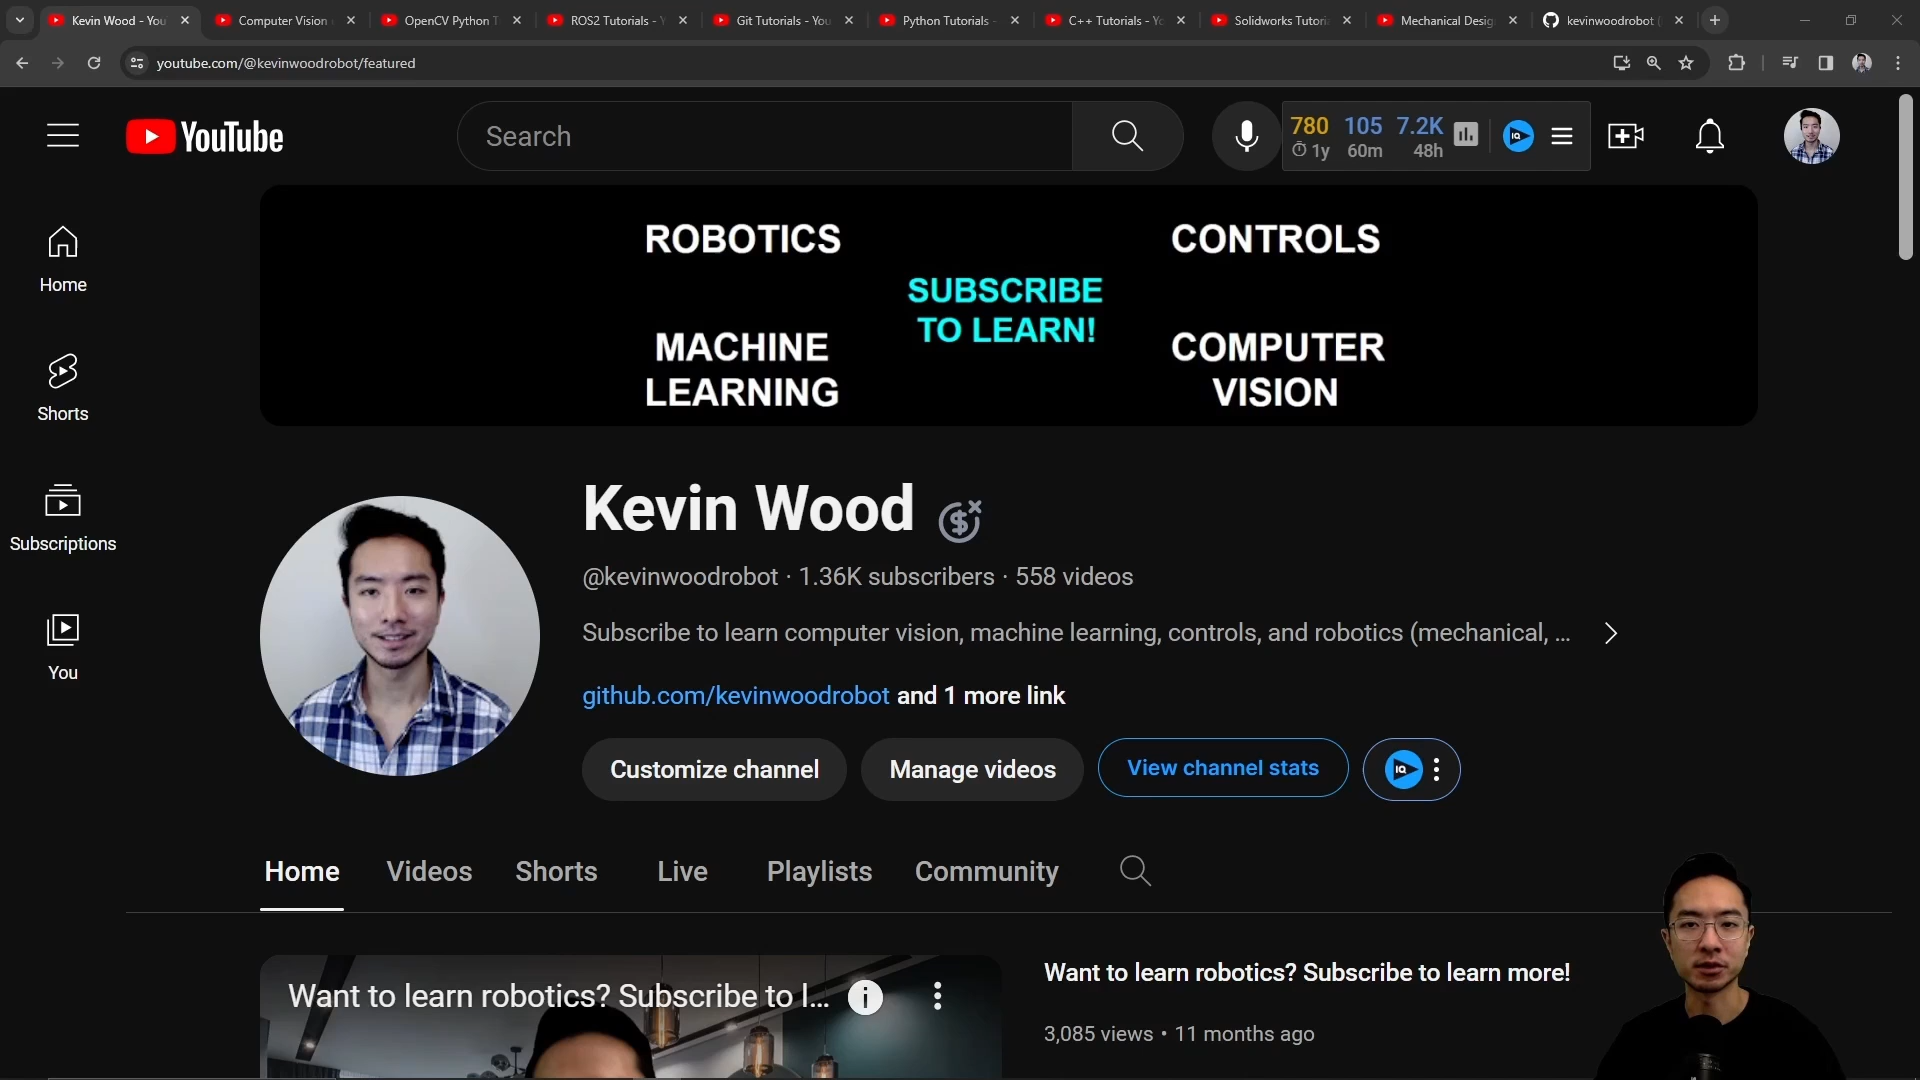 Kevin Wood - You
Computer Vision
OpenCV Python T
ROS2 Tutorials - Y
Git Tutorials - You
Python Tutorials -
C++ Tutorials - Yo
Solidworks Tutoria
Mechanical Desig
kevinwoodrobot (
youtube.com/@kevinwoodrobot/featured
YouTube
Search
780 105 7.2K
1y 60m 48h
IQ
ROBOTICS
CONTROLS
SUBSCRIBE
TO LEARN!
MACHINE
LEARNING
COMPUTER
VISION
Home
Shorts
Subscriptions
You
Kevin Wood
@kevinwoodrobot · 1.36K subscribers · 558 videos
Subscribe to learn computer vision, machine learning, controls, and robotics (mechanical, ...
github.com/kevinwoodrobot and 1 more link
Customize channel
Manage videos
View channel stats
IQ
Home
Videos
Shorts
Live
Playlists
Community
Want to learn robotics? Subscribe to l...
Want to learn robotics? Subscribe to learn more!
3,085 views • 11 months ago